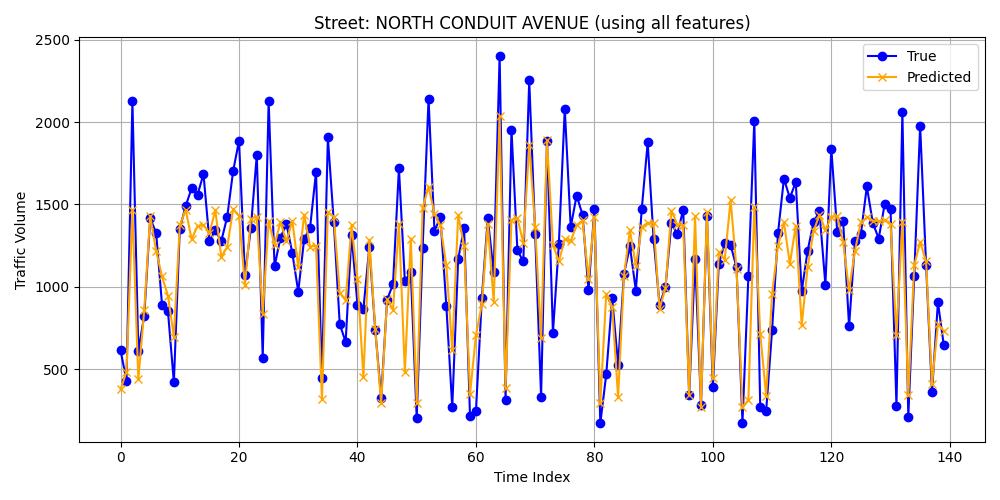 Street: NORTH CONDUIT AVENUE (using all features)
True
Predicted
Traffic Volume
2500
2000
1500
1000
500
0
20
40
60
80
100
120
140
Time Index